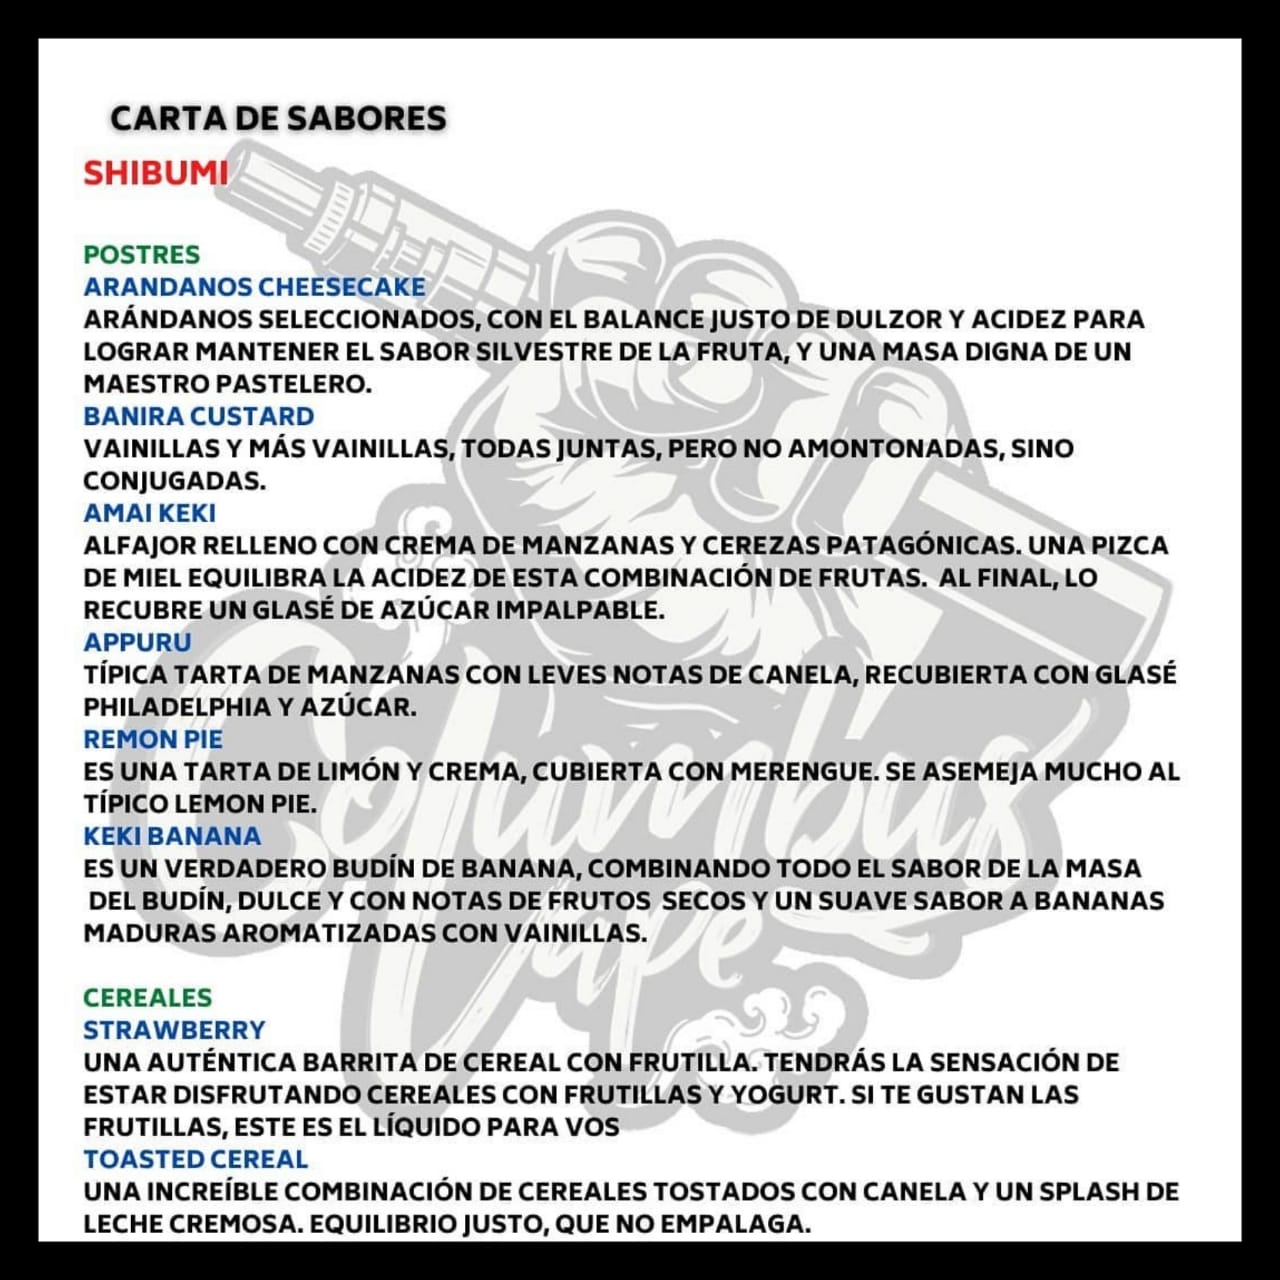 CARTA DE SABORES
SHIBUMI
POSTRES
ARANDANOS CHEESECAKE
ARÁNDANOS SELECCIONADOS, CON EL BALANCE JUSTO DE DULZOR Y ACIDEZ PARA
LOGRAR MANTENER EL SABOR SILVESTRE DE LA FRUTA, Y UNA MASA DIGNA DE UN
MAESTRO PASTELERO.
BANIRA CUSTARD
VAINILLAS Y MÁS VAINILLAS, TODAS JUNTAS, PERO NO AMONTONADAS, SINO
CONJUGADAS.
AMAI KEKI
ALFAJOR RELLENO CON CREMA DE MANZANAS Y CEREZAS PATAGÓNICAS. UNA PIZCA
DE MIEL EQUILIBRA LA ACIDEZ DE ESTA COMBINACIÓN DE FRUTAS. AL FINAL, LO
RECUBRE UN GLASÉ DE AZÚCAR IMPALPABLE.
APPURU
TÍPICA TARTA DE MANZANAS CON LEVES NOTAS DE CANELA, RECUBIERTA CON GLASÉ
PHILADELPHIA Y AZÚCAR.
REMON PIE
ES UNA TARTA DE LIMÓN Y CREMA, CUBIERTA CON MERENGUE. SE ASEMEJA MUCHO AL
TÍPICO LEMON PIE.
KEKI BANANA
ES UN VERDADERO BUDÍN DE BANANA, COMBINANDO TODO EL SABOR DE LA MASA
DEL BUDÍN, DULCE Y CON NOTAS DE FRUTOS SECOS Y UN SUAVE SABOR A BANANAS
MADURAS AROMATIZADAS CON VAINILLAS.
CEREALES
STRAWBERRY
UNA AUTÉNTICA BARRITA DE CEREAL CON FRUTILLA. TENDRÁS LA SENSACIÓN DE
ESTAR DISFRUTANDO CEREALES CON FRUTILLAS Y YOGURT. SI TE GUSTAN LAS
FRUTILLAS, ESTE ES EL LÍQUIDO PARA VOS
TOASTED CEREAL
UNA INCREÍBLE COMBINACIÓN DE CEREALES TOSTADOS CON CANELA Y UN SPLASH DE
LECHE CREMOSA. EQUILIBRIO JUSTO, QUE NO EMPALAGA.
Columbus
Vape